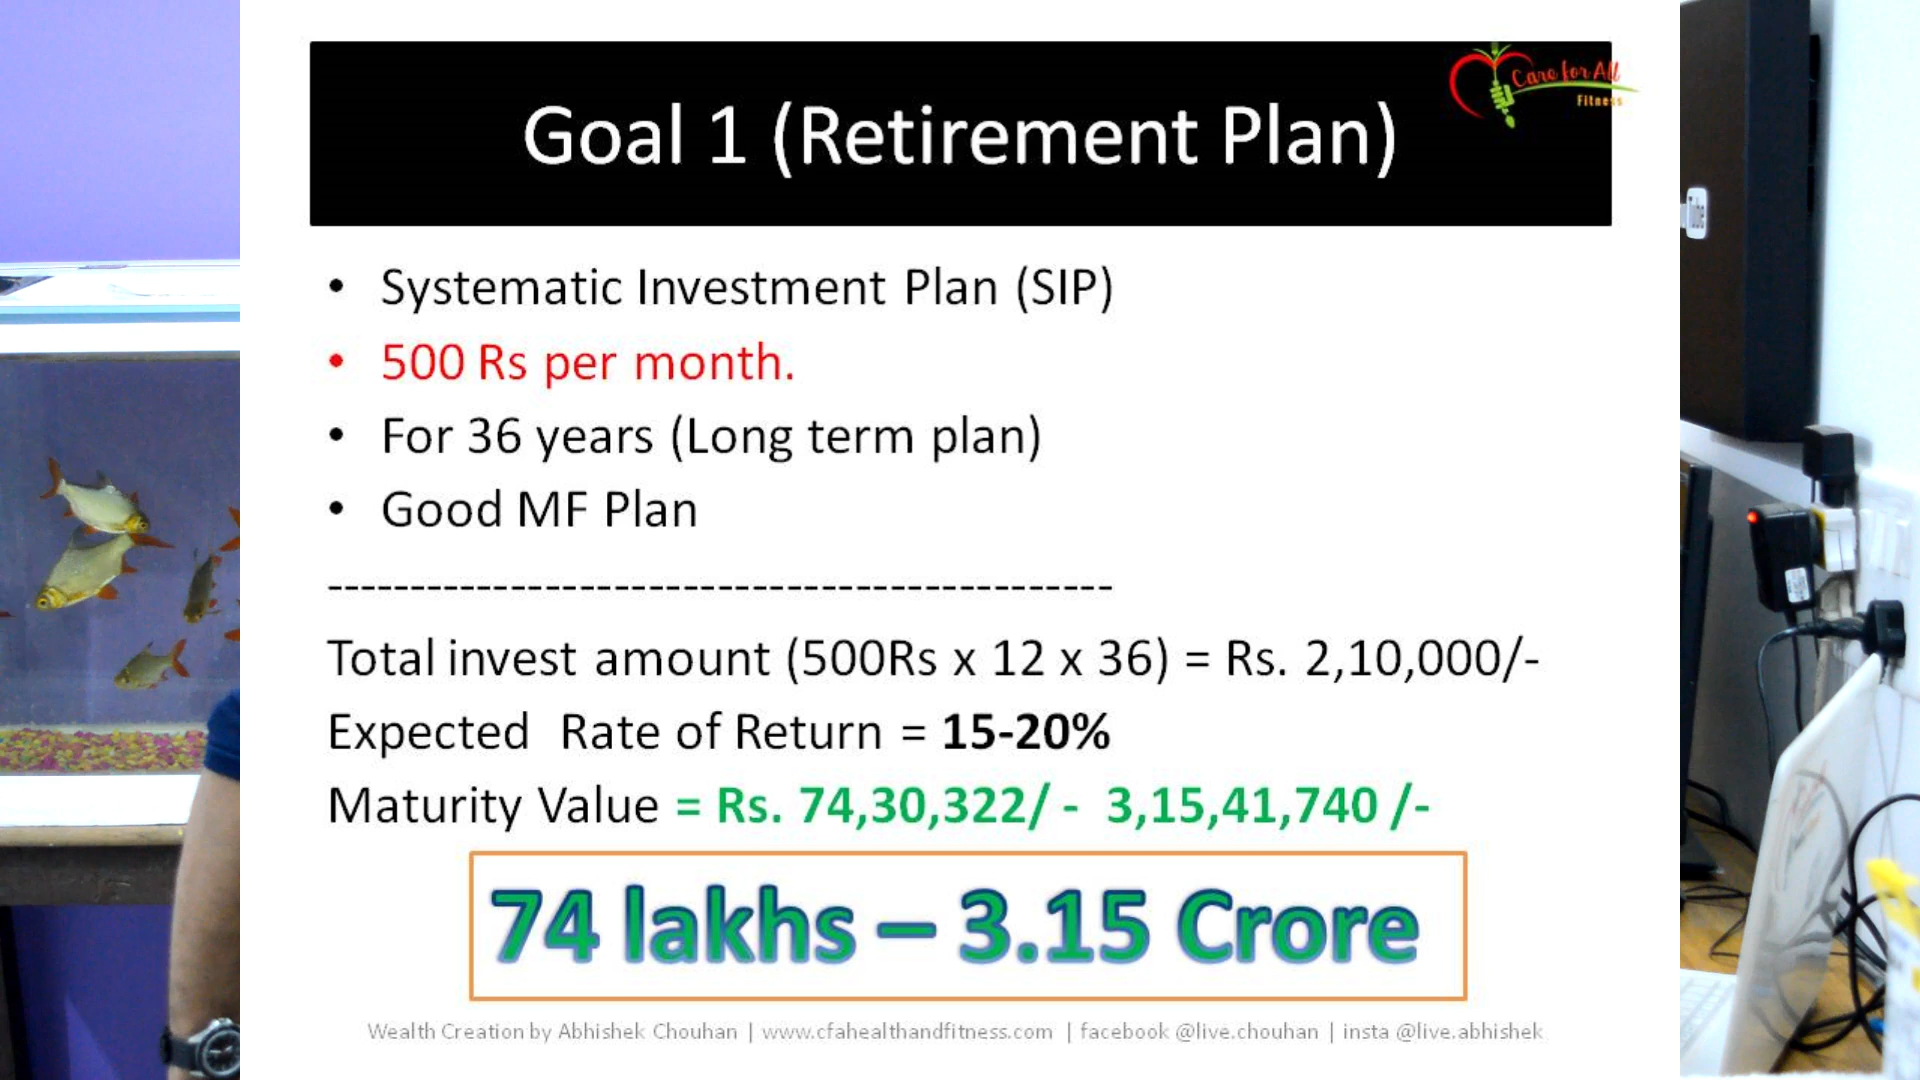 Goal 1 (Retirement Plan)
Care for All
Fitness
• Systematic Investment Plan (SIP)
• 500 Rs per month.
• For 36 years (Long term plan)
• Good MF Plan
-----------------------------------------------
Total invest amount (500Rs x 12 x 36) = Rs. 2,10,000/-
Expected Rate of Return = 15-20%
Maturity Value = Rs. 74,30,322/ - 3,15,41,740 /-
74 lakhs – 3.15 Crore
Wealth Creation by Abhishek Chouhan | www.cfahealthandfitness.com | facebook @live.chouhan | insta @live.abhishek
Tube